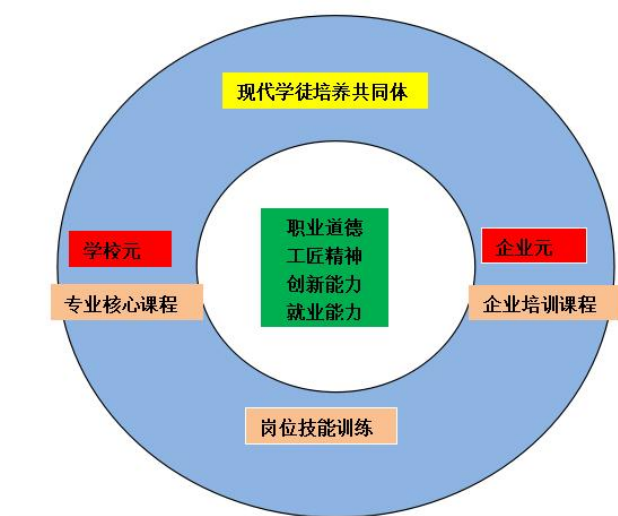 现代学徒培养共同体
职业道德
工匠精神
创新能力
就业能力
学校元
企业元
专业核心课程
企业培训课程
岗位技能训练